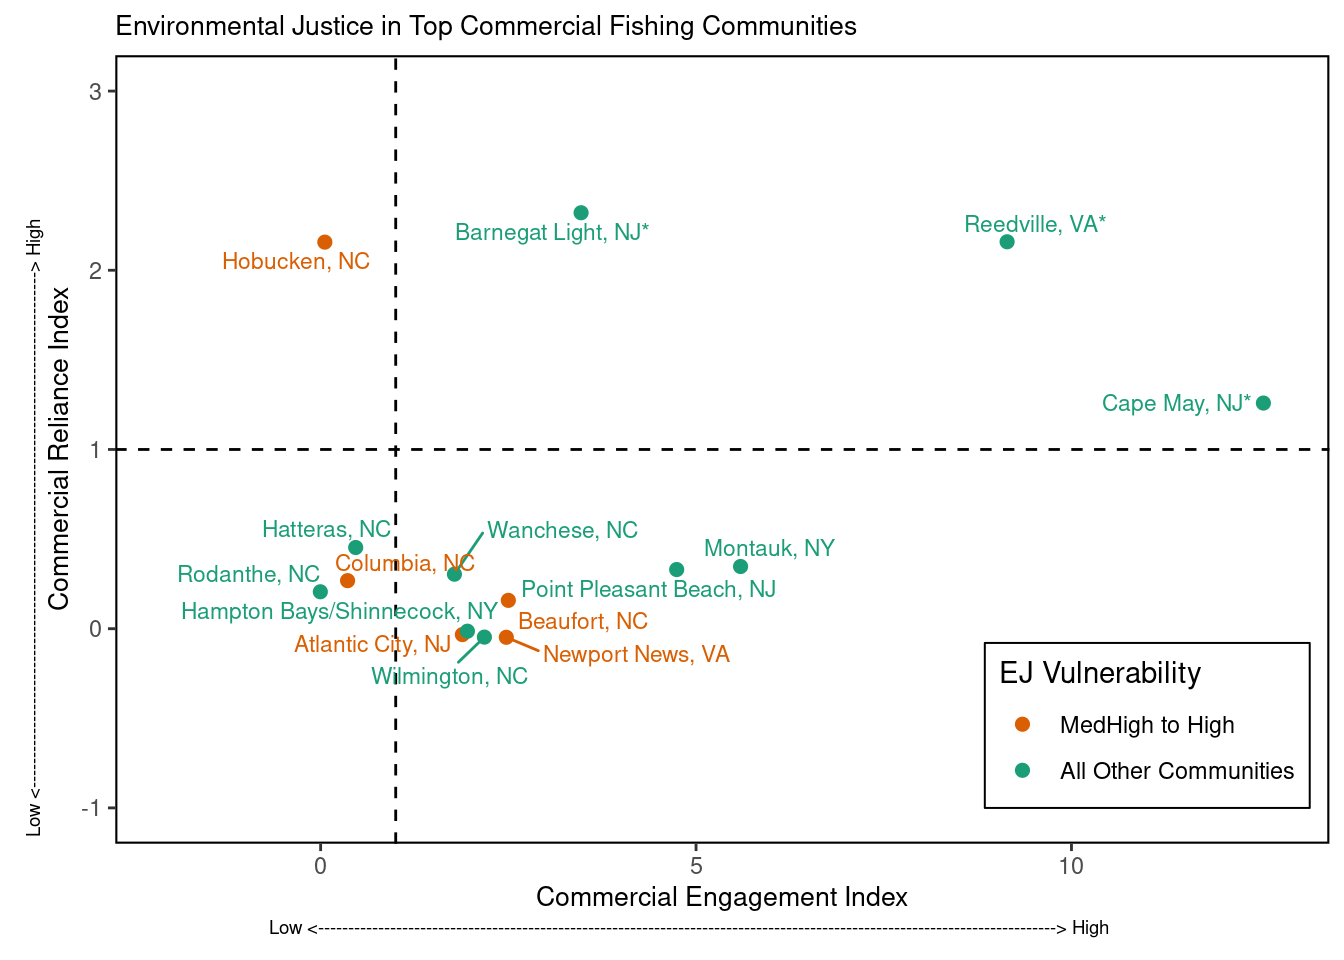 Environmental Justice in Top Commercial Fishing Communities
3
Barnegat Light, NJ*
Reedville, VA*
Hobucken, NC
2
Cape May, NJ*
1
Hatteras, NC
Wanchese, NC
Montauk, NY
Columbia, NC
Rodanthe, NC
Point Pleasant Beach, NJ
Hampton Bays/Shinnecock, NY
Beaufort, NC
0
Atlantic City, NJ
Newport News, VA
Wilmington, NC
-1
Commercial Reliance Index
Low <--------------------------------------------------------------------------------------------> High
EJ Vulnerability
MedHigh to High
All Other Communities
0
5
10
Commercial Engagement Index
Low <-----------------------------------------------------------------------------------------------------------------------------> High